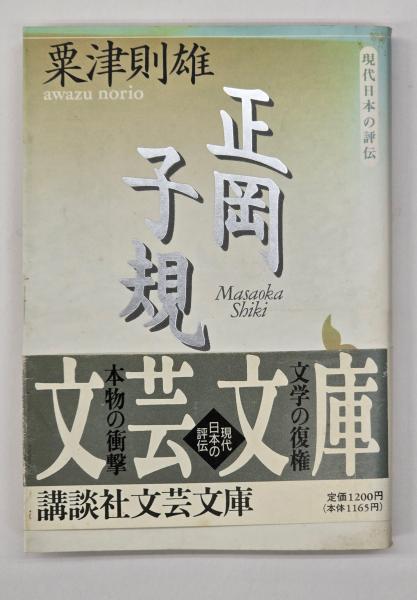 現代日本の評伝
粟津則雄
awazu norio
正岡
子規
Masaoka
Shiki
文芸文庫
文学の復権
現代
日本の
評伝
本物の衝撃
講談社文芸文庫
定価1200円
(本体1165円)